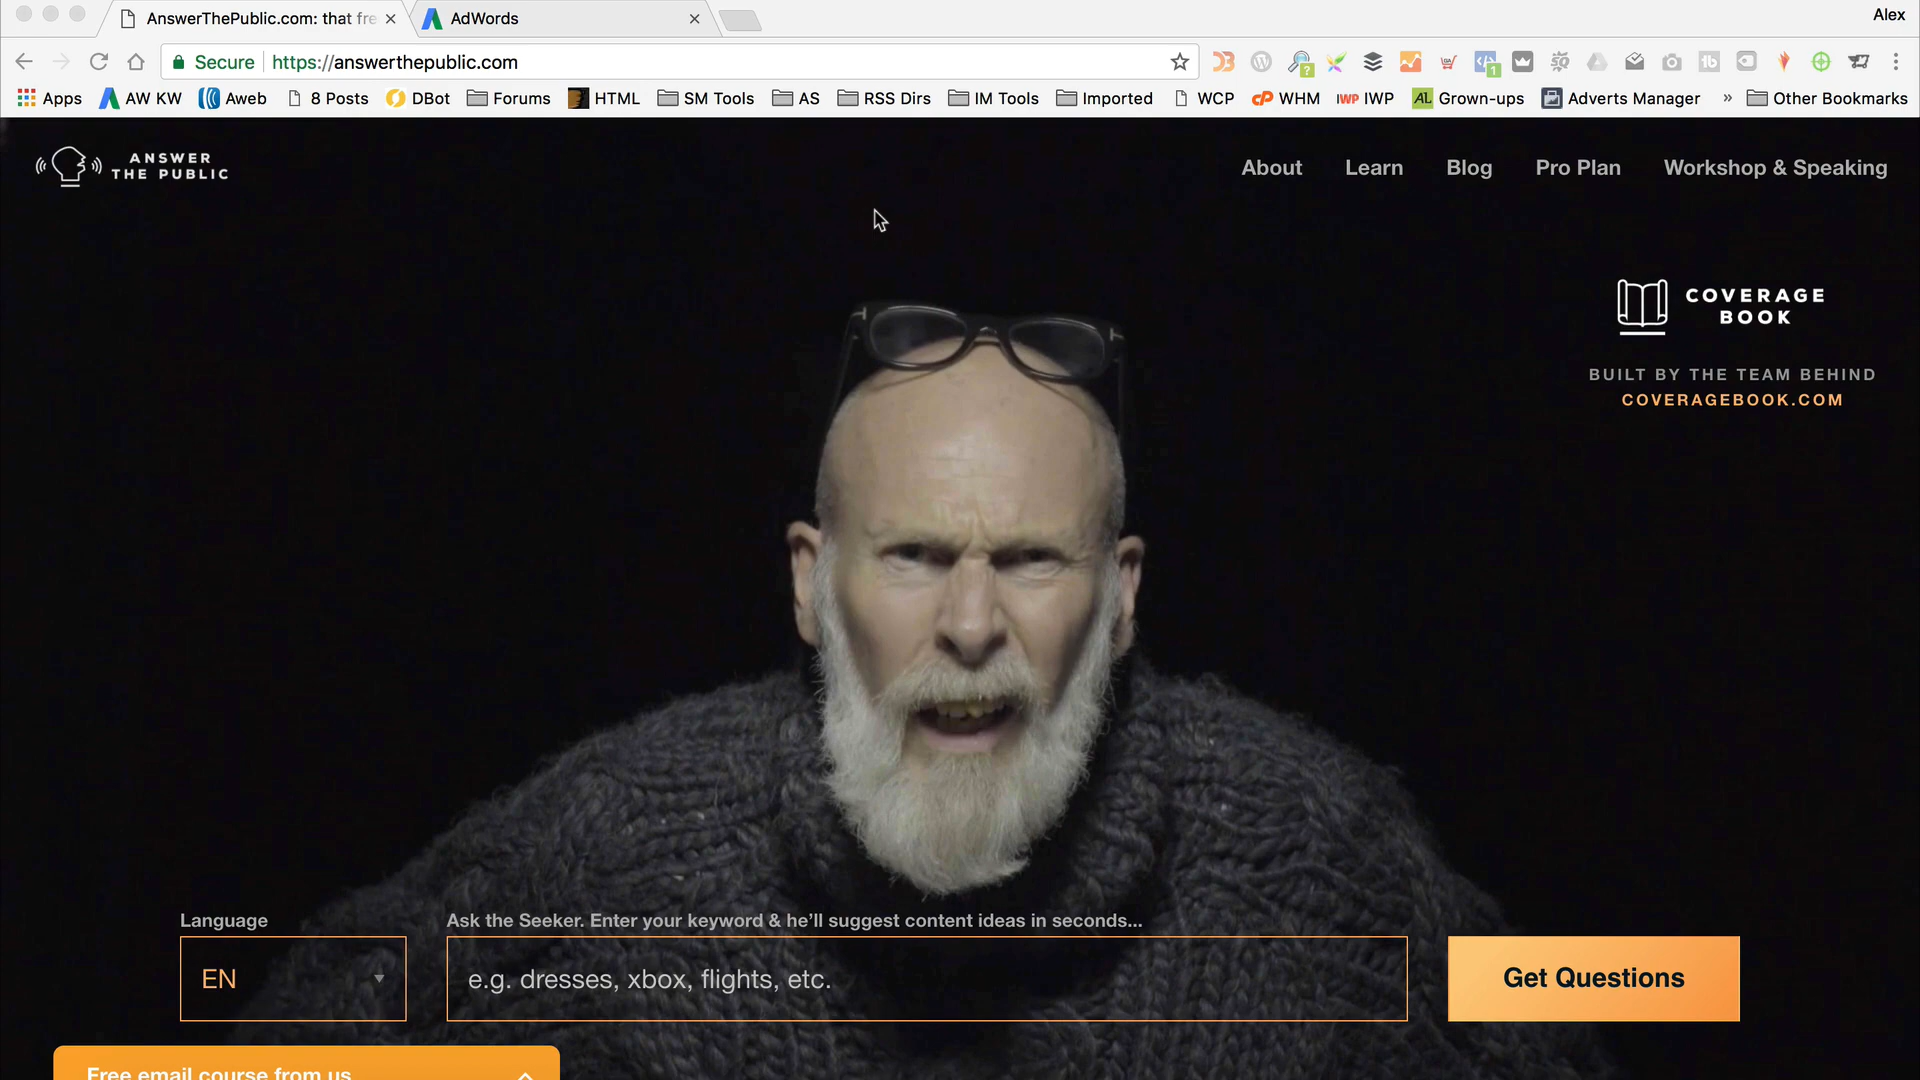 AnswerThePublic.com: that fre
AdWords
Alex
Secure
https://answerthepublic.com
Apps
AW KW
Aweb
8 Posts
DBot
Forums
HTML
SM Tools
AS
RSS Dirs
IM Tools
Imported
WCP
WHM
IWP
Grown-ups
Adverts Manager
»
Other Bookmarks
ANSWER
THE PUBLIC
About
Learn
Blog
Pro Plan
Workshop & Speaking
COVERAGE
BOOK
BUILT BY THE TEAM BEHIND
COVERAGEBOOK.COM
Language
Ask the Seeker. Enter your keyword & he’ll suggest content ideas in seconds...
EN
e.g. dresses, xbox, flights, etc.
Get Questions
Free email course from us